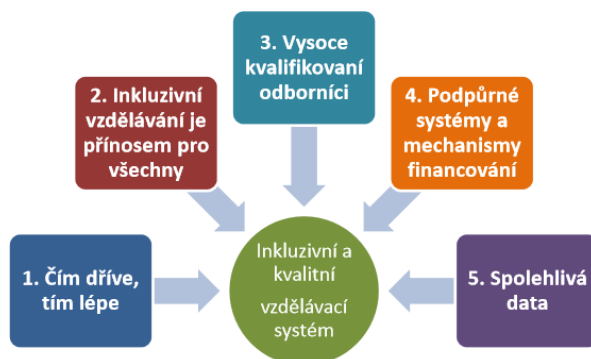 3. Vysoce
kvalifikovaní
odborníci
2. Inkluzivní
vzdělávání je
přínosem pro
všechny
4. Podpůrné
systémy a
mechanismy
financování
1. Čím dříve,
tím lépe
Inkluzivní a
kvalitní
vzdělávací
systém
5. Spolehlivá
data